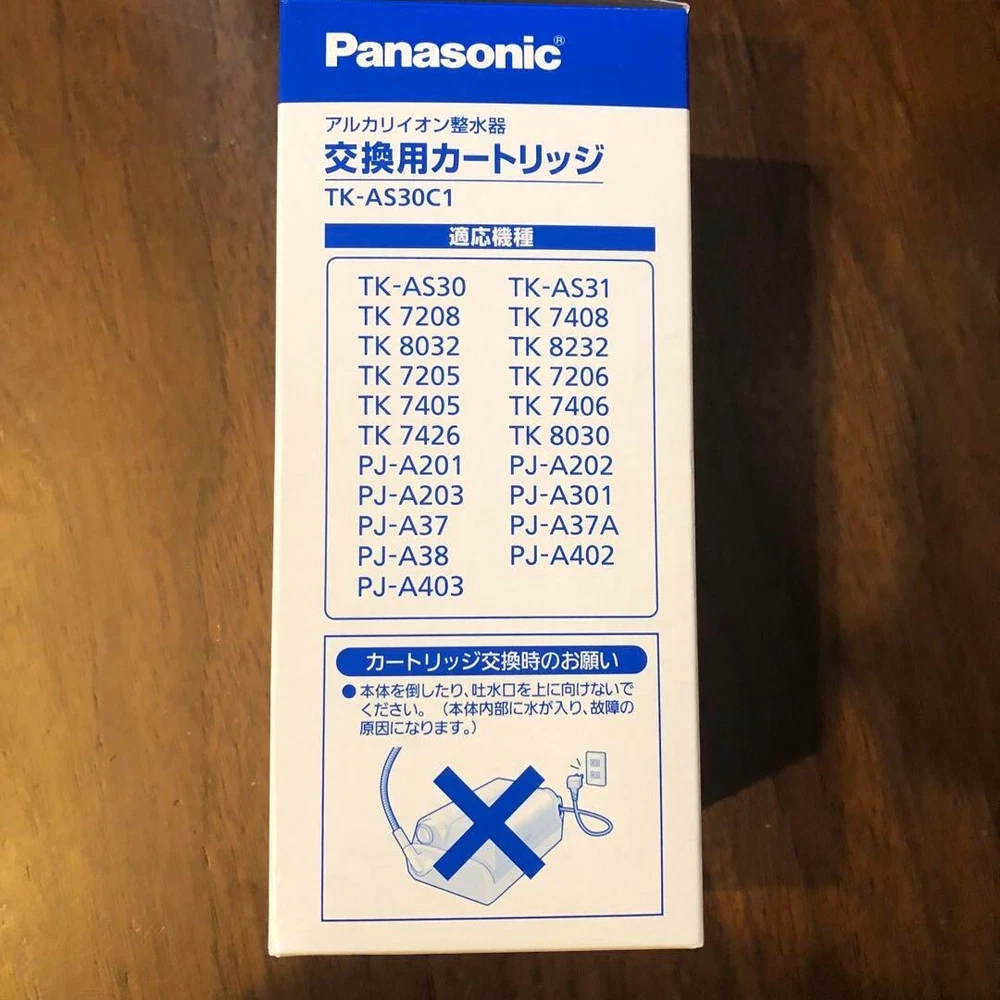 Panasonic®
アルカリイオン整水器
交換用カートリッジ
TK-AS30C1
適応機種
TK-AS30 TK-AS31
TK 7208 TK 7408
TK 8032 TK 8232
TK 7205 TK 7206
TK 7405 TK 7406
TK 7426 TK 8030
PJ-A201 PJ-A202
PJ-A203 PJ-A301
PJ-A37 PJ-A37A
PJ-A38 PJ-A402
PJ-A403
カートリッジ交換時のお願い
●本体を倒したり、吐水口を上に向けないで
ください。（本体内部に水が入り、故障の
原因になります。）